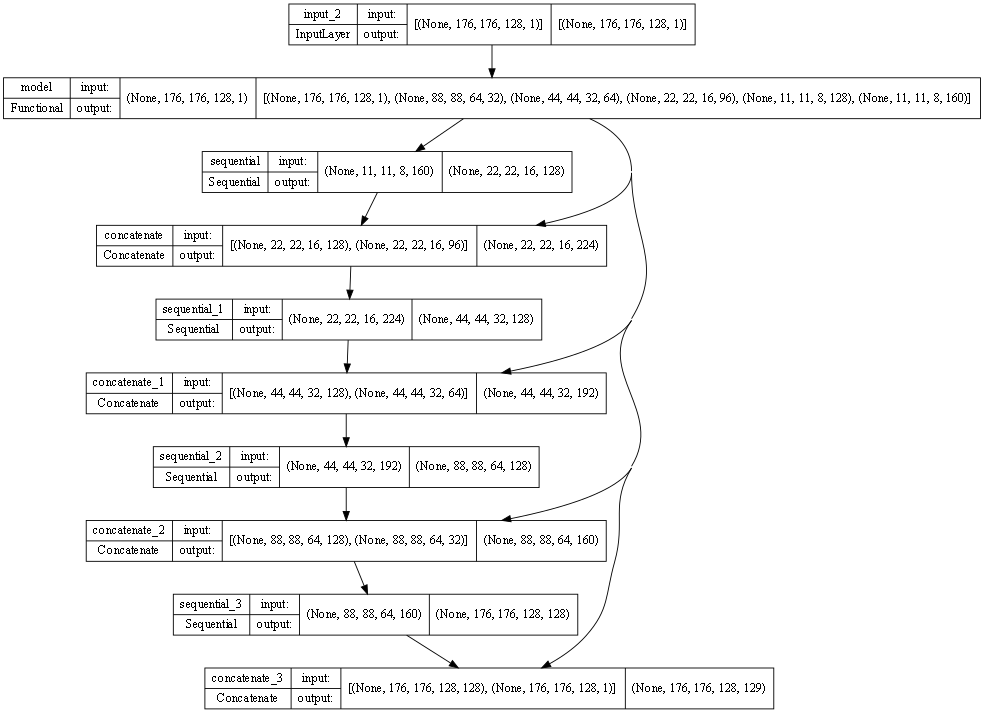 input_2 input: [(None, 176, 176, 128, 1)] [(None, 176, 176, 128, 1)]
InputLayer output:
model input: (None, 176, 176, 128, 1) [(None, 176, 176, 128, 1), (None, 88, 88, 64, 32), (None, 44, 44, 32, 64), (None, 22, 22, 16, 96), (None, 11, 11, 8, 128), (None, 11, 11, 8, 160)]
Functional output:
sequential input: (None, 11, 11, 8, 160) (None, 22, 22, 16, 128)
Sequential output:
concatenate input: [(None, 22, 22, 16, 128), (None, 22, 22, 16, 96)] (None, 22, 22, 16, 224)
Concatenate output:
sequential_1 input: (None, 22, 22, 16, 224) (None, 44, 44, 32, 128)
Sequential output:
concatenate_1 input: [(None, 44, 44, 32, 128), (None, 44, 44, 32, 64)] (None, 44, 44, 32, 192)
Concatenate output:
sequential_2 input: (None, 44, 44, 32, 192) (None, 88, 88, 64, 128)
Sequential output:
concatenate_2 input: [(None, 88, 88, 64, 128), (None, 88, 88, 64, 32)] (None, 88, 88, 64, 160)
Concatenate output:
sequential_3 input: (None, 88, 88, 64, 160) (None, 176, 176, 128, 128)
Sequential output:
concatenate_3 input: [(None, 176, 176, 128, 128), (None, 176, 176, 128, 1)] (None, 176, 176, 128, 129)
Concatenate output: